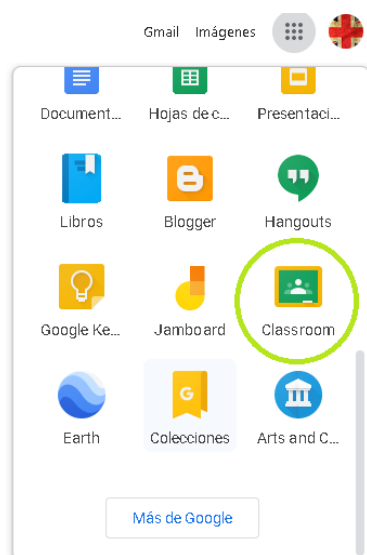 Gmail Imágenes
Document... Hojas de c... Presentaci...
Libros Blogger Hangouts
Google Ke... Jamboard Classroom
Earth Colecciones Arts and C...
Más de Google